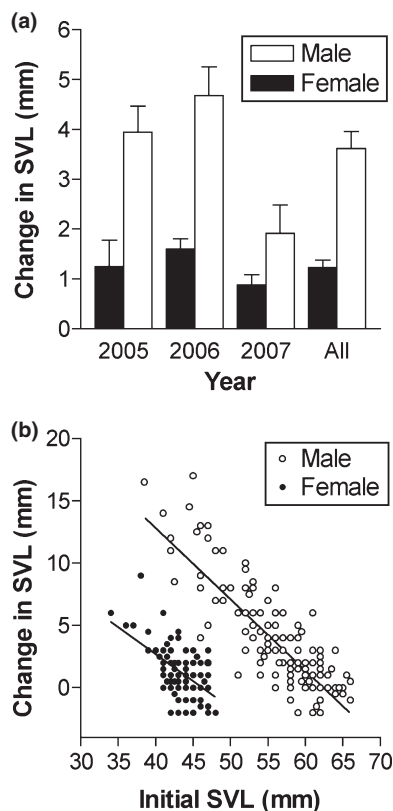 (a)
6
5
4
3
2
1
0
Change in SVL (mm)
Male
Female
2005 2006 2007 All
Year
(b)
20
15
10
5
0
Change in SVL (mm)
Male
Female
30 35 40 45 50 55 60 65 70
Initial SVL (mm)